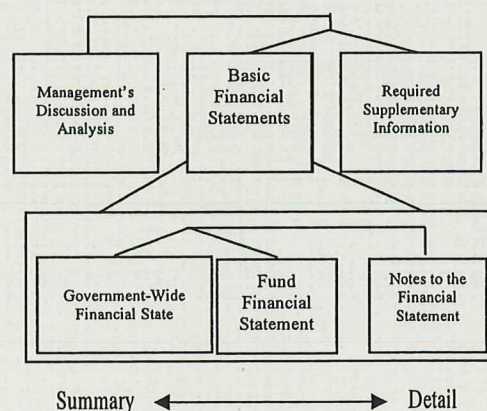 Management's
Discussion and
Analysis
Basic
Financial
Statements
Required
Supplementary
Information
Government-Wide
Financial State
Fund
Financial
Statement
Notes to the
Financial
Statement
Summary
Detail